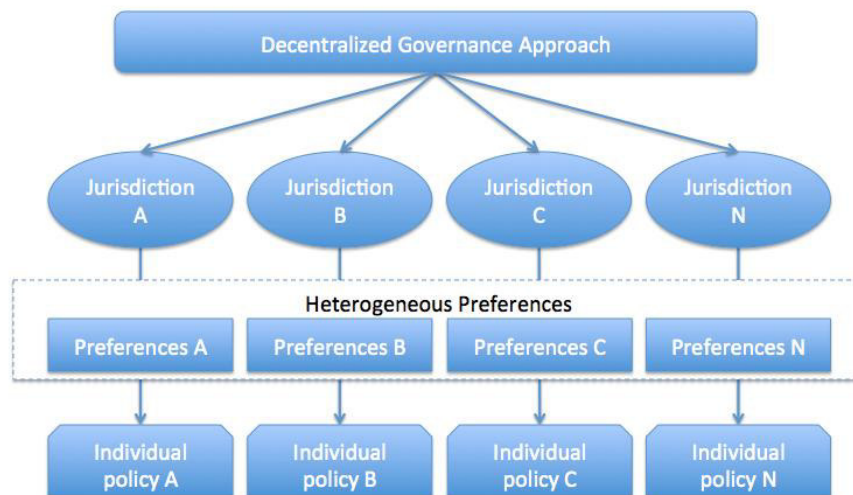 Decentralized Governance Approach
Jurisdiction
A
Jurisdiction
B
Jurisdiction
C
Jurisdiction
N
Heterogeneous Preferences
Preferences A
Preferences B
Preferences C
Preferences N
Individual
policy A
Individual
policy B
Individual
policy C
Individual
policy N